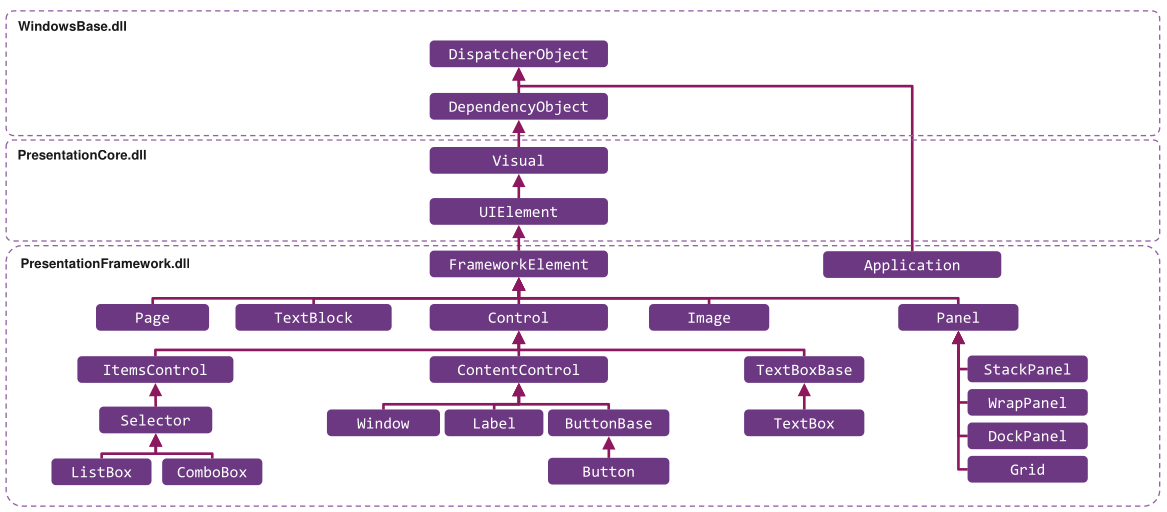 WindowsBase.dll
DispatcherObject
DependencyObject
PresentationCore.dll
Visual
UIElement
PresentationFramework.dll
FrameworkElement
Application
Page
TextBlock
Control
Image
Panel
ItemsControl
ContentControl
TextBoxBase
StackPanel
WrapPanel
Selector
Window
Label
ButtonBase
TextBox
DockPanel
ListBox
ComboBox
Button
Grid